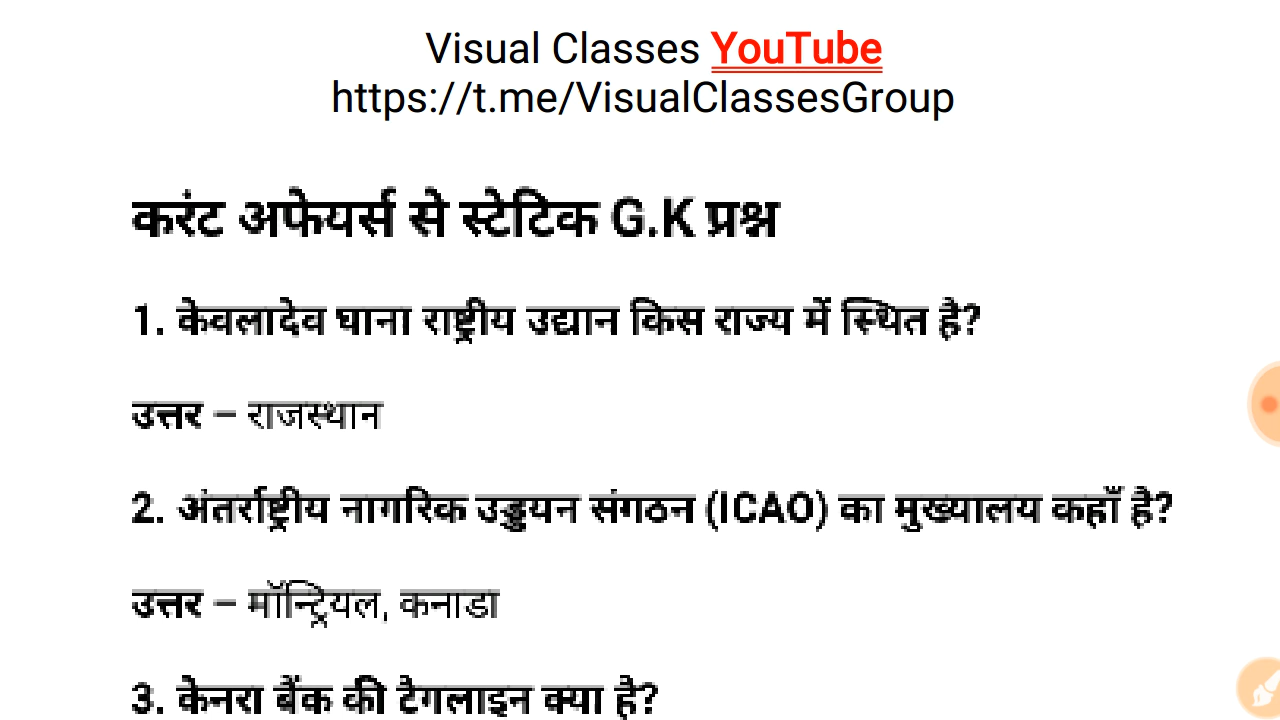 Visual Classes YouTube
https://t.me/VisualClassesGroup
करंट अफेयर्स से स्टेटिक G.K प्रश्न
1. केवलादेव घाना राष्ट्रीय उद्यान किस राज्य में स्थित है?
उत्तर – राजस्थान
2. अंतर्राष्ट्रीय नागरिक उड्डयन संगठन (ICAO) का मुख्यालय कहाँ है?
उत्तर – मॉन्ट्रियल, कनाडा
3. केनरा बैंक की टैगलाइन क्या है?